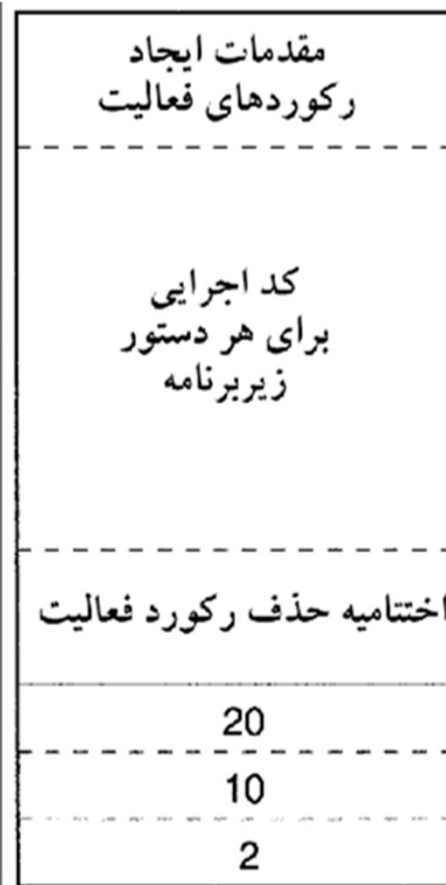 مقدمات ایجاد
رکوردهای فعالیت
کد اجرایی
برای هر دستور
زیربرنامه
اختتامیه حذف رکورد فعالیت
20
10
2